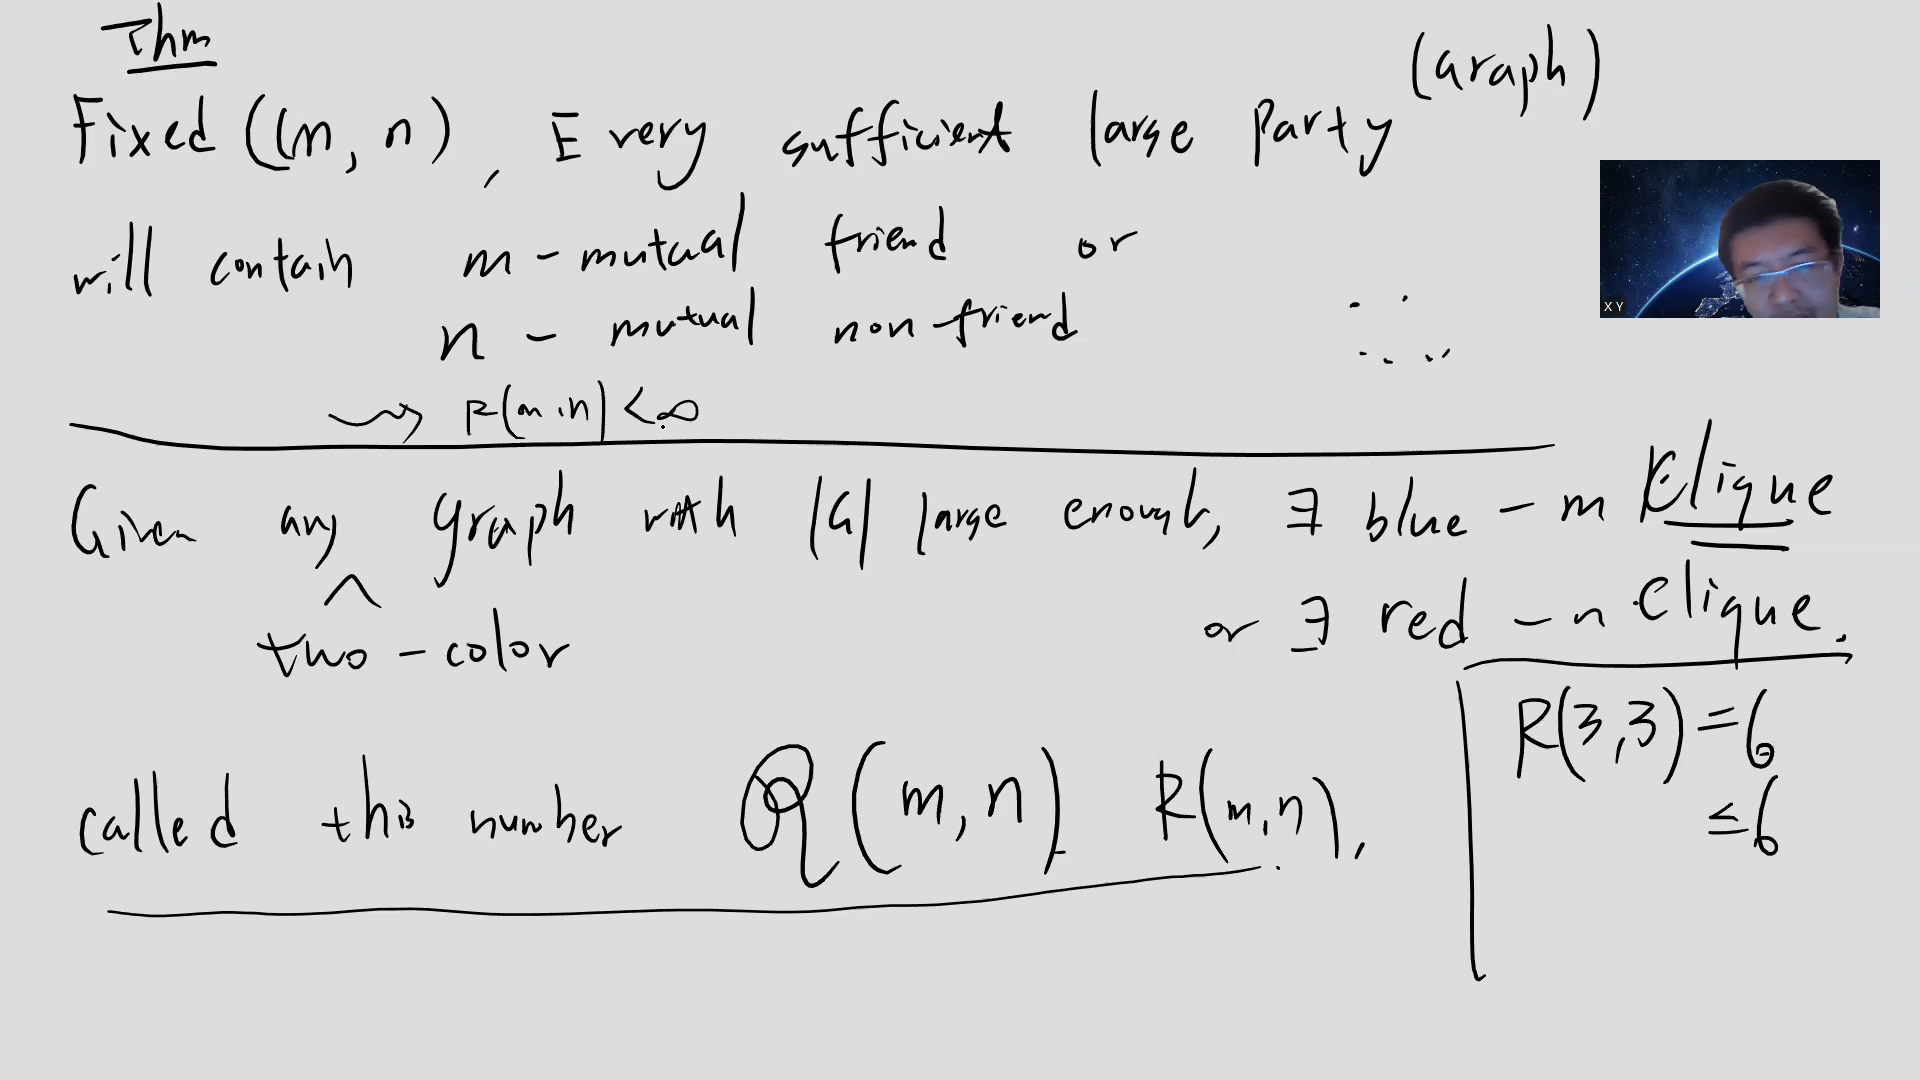 Thm
Fixed ((m, n), Every sufficient large Party (Graph)
will contain m - mutual friend or
n - mutual non-friend
R(m,n) < ∞
Given any graph with |G| large enough, ∃ blue - m Clique
^
two-color
or ∃ red - n Clique.
called this number R(m,n) R(m,n),
R(3,3) = 6
≤ 6
X Y